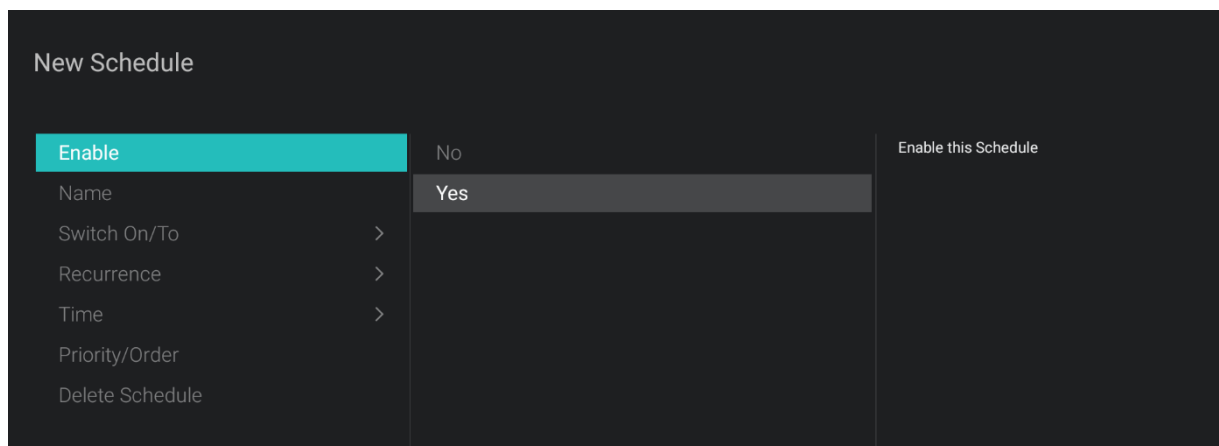 New Schedule
Enable
Name
Switch On/To
Recurrence
Time
Priority/Order
Delete Schedule
No
Yes
Enable this Schedule